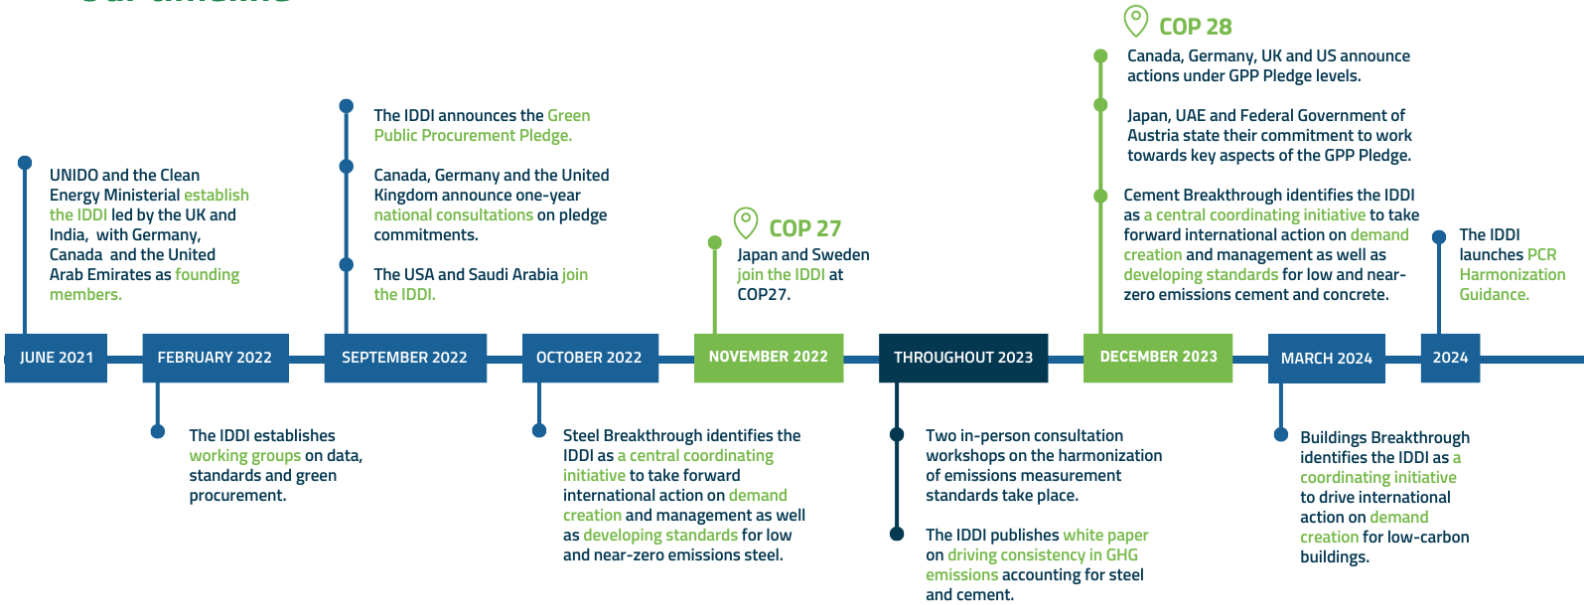 Our timeline
UNIDO and the Clean
Energy Ministerial establish
the IDDI led by the UK and
India, with Germany,
Canada and the United
Arab Emirates as founding
members.
JUNE 2021
FEBRUARY 2022
The IDDI establishes
working groups on data,
standards and green
procurement.
The IDDI announces the Green
Public Procurement Pledge.
Canada, Germany and the United
Kingdom announce one-year
national consultations on pledge
commitments.
The USA and Saudi Arabia join
the IDDI.
SEPTEMBER 2022
OCTOBER 2022
Steel Breakthrough identifies the
IDDI as a central coordinating
initiative to take forward
international action on demand
creation and management as well
as developing standards for low
and near-zero emissions steel.
COP 27
Japan and Sweden
join the IDDI at
COP27.
NOVEMBER 2022
THROUGHOUT 2023
Two in-person consultation
workshops on the harmonization
of emissions measurement
standards take place.
The IDDI publishes white paper
on driving consistency in GHG
emissions accounting for steel
and cement.
COP 28
Canada, Germany, UK and US announce
actions under GPP Pledge levels.
Japan, UAE and Federal Government of
Austria state their commitment to work
towards key aspects of the GPP Pledge.
Cement Breakthrough identifies the IDDI
as a central coordinating initiative to take
forward international action on demand
creation and management as well as
developing standards for low and near-
zero emissions cement and concrete.
DECEMBER 2023
MARCH 2024
Buildings Breakthrough
identifies the IDDI as a
coordinating initiative
to drive international
action on demand
creation for low-carbon
buildings.
The IDDI
launches PCR
Harmonization
Guidance.
2024